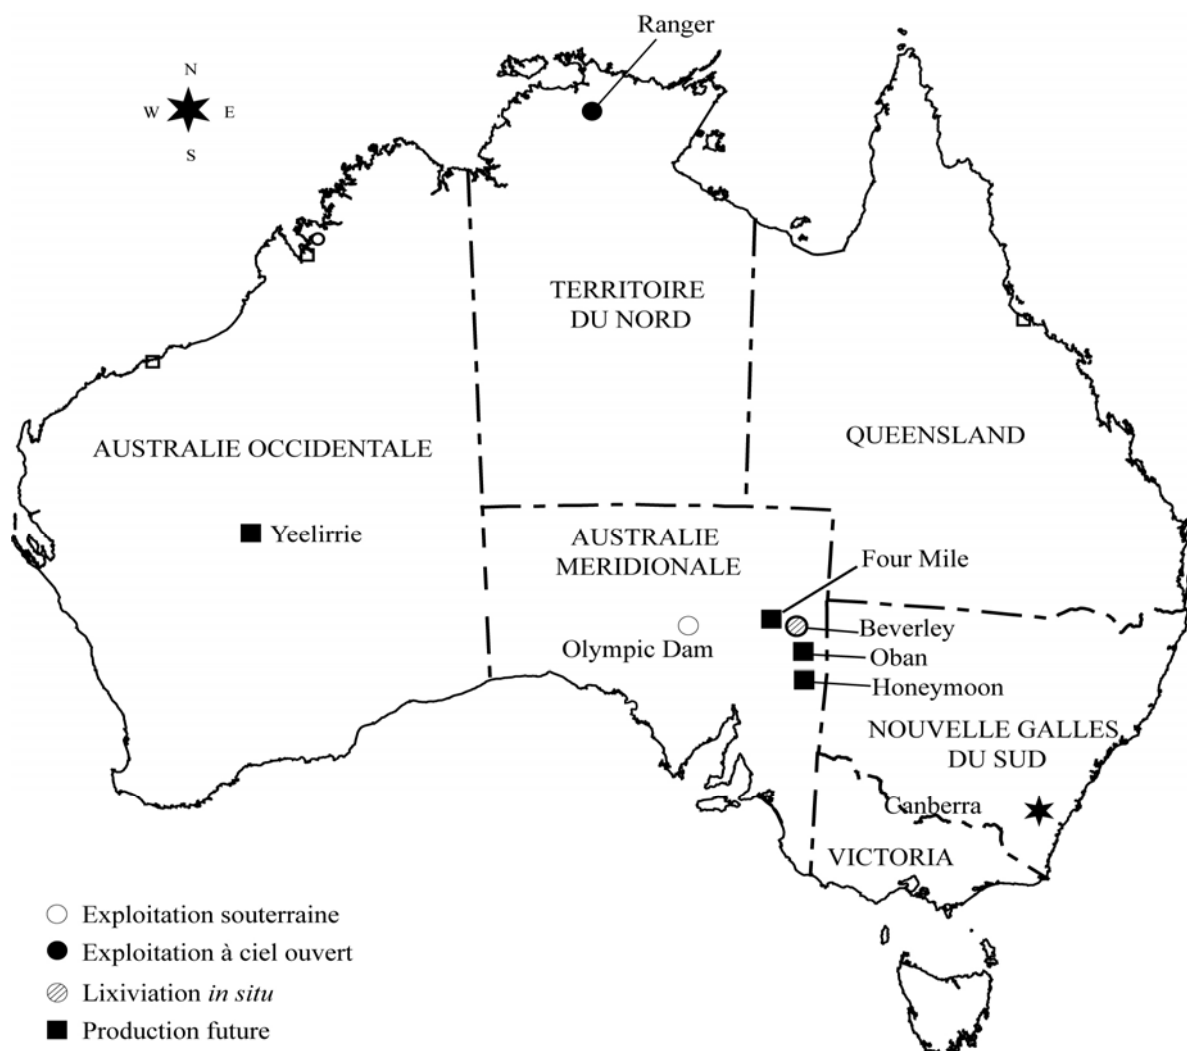 Ranger
N
W
E
S
TERRITOIRE
DU NORD
AUSTRALIE OCCIDENTALE
QUEENSLAND
Yeelirrie
AUSTRALIE
MERIDIONALE
Four Mile
Beverley
Olympic Dam
Oban
Honeymoon
NOUVELLE GALLES
DU SUD
Canberra
VICTORIA
Exploitation souterraine
Exploitation à ciel ouvert
Lixiviation in situ
Production future